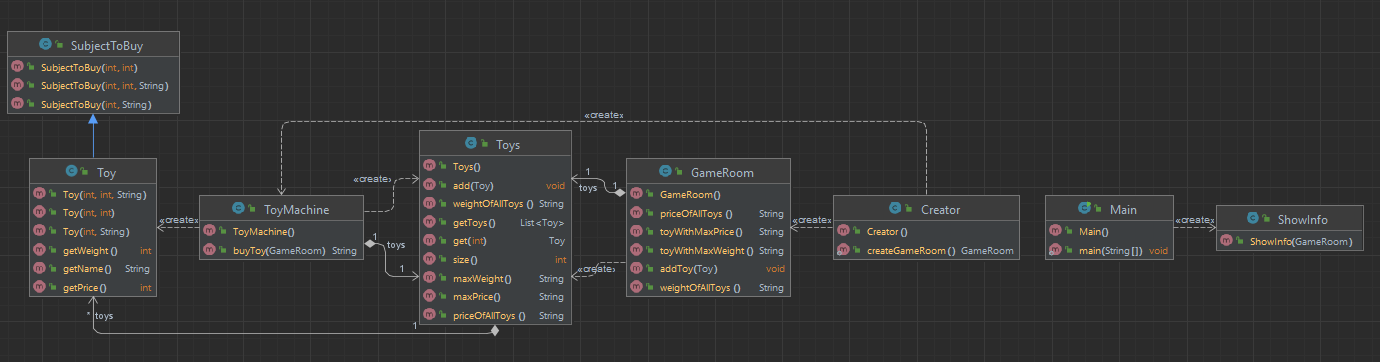 SubjectToBuy
SubjectToBuy(int, int)
SubjectToBuy(int, int, String)
SubjectToBuy(int, String)
«create»
Toy
Toy(int, int, String)
Toy(int, int)
Toy(int, String)
getWeight() int
getName() String
getPrice() int
* toys
1
«create»
ToyMachine
ToyMachine()
buyToy(GameRoom) String
«create»
1 toys
1
Toys
Toys()
add(Toy) void
weightOfAllToys () String
getToys() List<Toy>
get(int) Toy
size() int
maxWeight() String
maxPrice() String
priceOfAllToys () String
1
toys 1
«create»
GameRoom
GameRoom()
priceOfAllToys () String
toyWithMaxPrice() String
toyWithMaxWeight () String
addToy(Toy) void
weightOfAllToys () String
«create»
Creator
Creator ()
createGameRoom () GameRoom
Main
Main()
main(String[]) void
«create»
ShowInfo
ShowInfo(GameRoom)